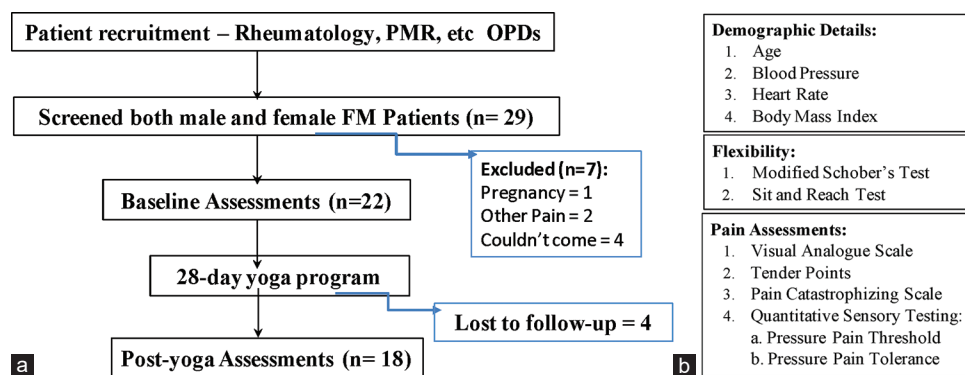 Patient recruitment – Rheumatology, PMR, etc OPDs
Screened both male and female FM Patients (n= 29)
Excluded (n=7):
Pregnancy = 1
Other Pain = 2
Couldn't come = 4
Baseline Assessments (n=22)
28-day yoga program
Lost to follow-up = 4
Post-yoga Assessments (n= 18)
a
Demographic Details:
1. Age
2. Blood Pressure
3. Heart Rate
4. Body Mass Index
Flexibility:
1. Modified Schober's Test
2. Sit and Reach Test
Pain Assessments:
1. Visual Analogue Scale
2. Tender Points
3. Pain Catastrophizing Scale
4. Quantitative Sensory Testing:
a. Pressure Pain Threshold
b. Pressure Pain Tolerance
b